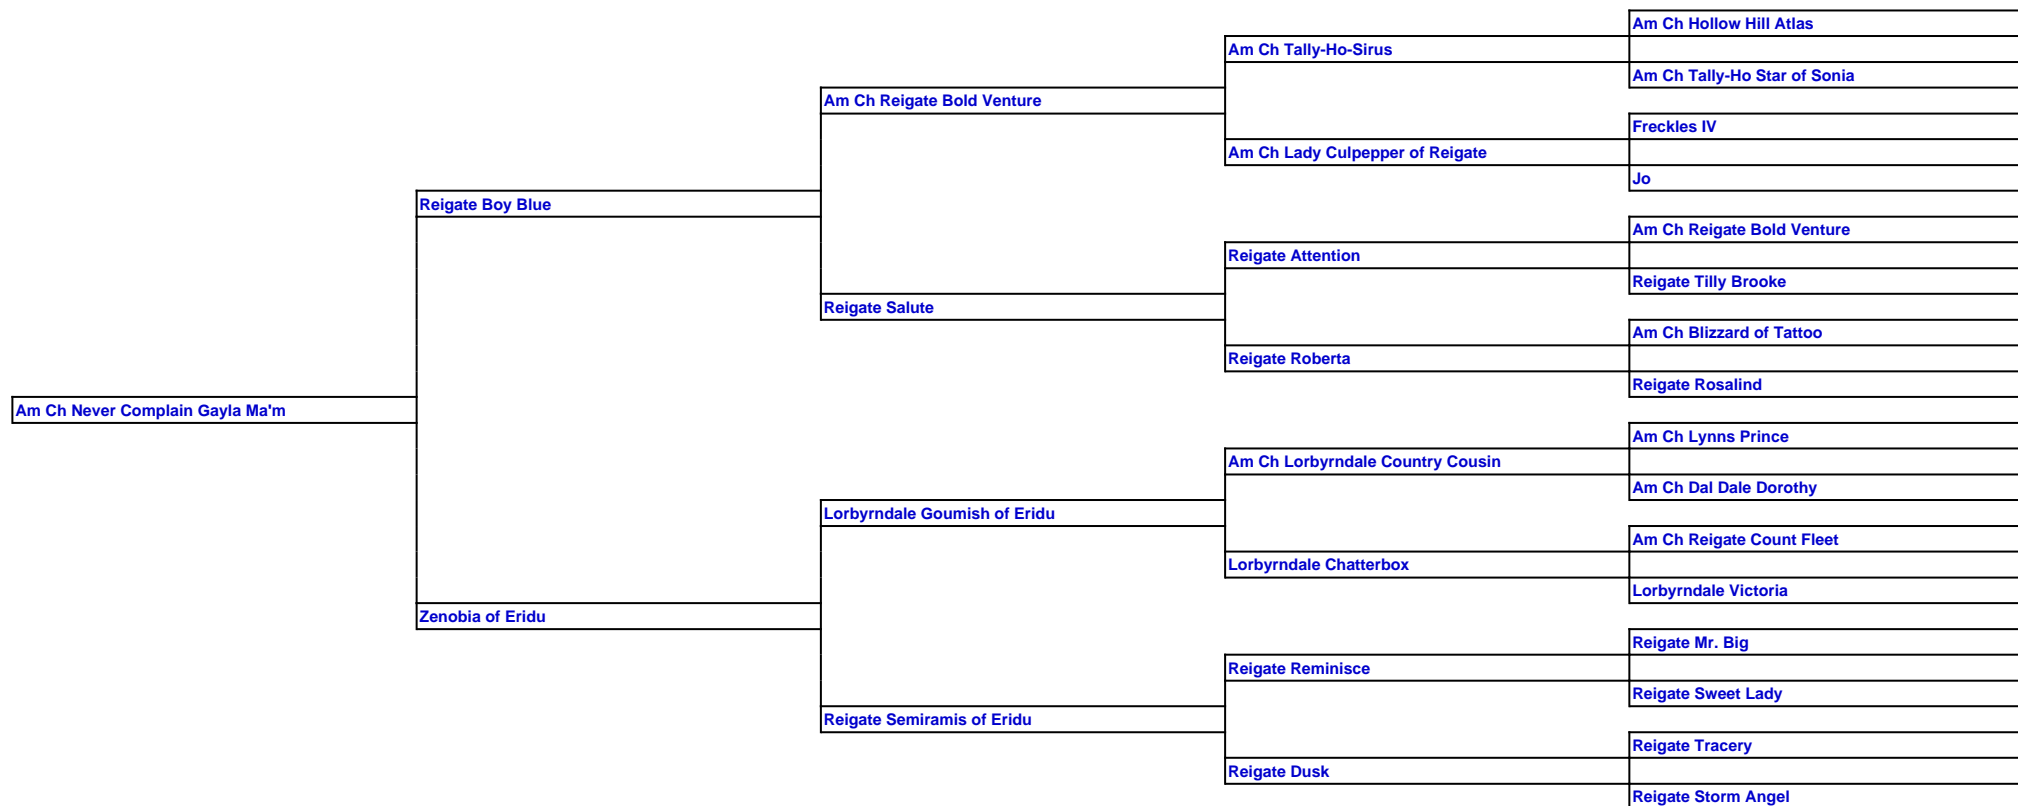 Am Ch Hollow Hill Atlas
Am Ch Tally-Ho-Sirus
Am Ch Tally-Ho Star of Sonia
Am Ch Reigate Bold Venture
Freckles IV
Am Ch Lady Culpepper of Reigate
Jo
Reigate Boy Blue
Am Ch Reigate Bold Venture
Reigate Attention
Reigate Tilly Brooke
Reigate Salute
Am Ch Blizzard of Tattoo
Reigate Roberta
Reigate Rosalind
Am Ch Never Complain Gayla Ma'm
Am Ch Lynns Prince
Am Ch Lorbyrndale Country Cousin
Am Ch Dal Dale Dorothy
Lorbyrndale Goumish of Eridu
Am Ch Reigate Count Fleet
Lorbyrndale Chatterbox
Lorbyrndale Victoria
Zenobia of Eridu
Reigate Mr. Big
Reigate Reminisce
Reigate Sweet Lady
Reigate Semiramis of Eridu
Reigate Tracery
Reigate Dusk
Reigate Storm Angel